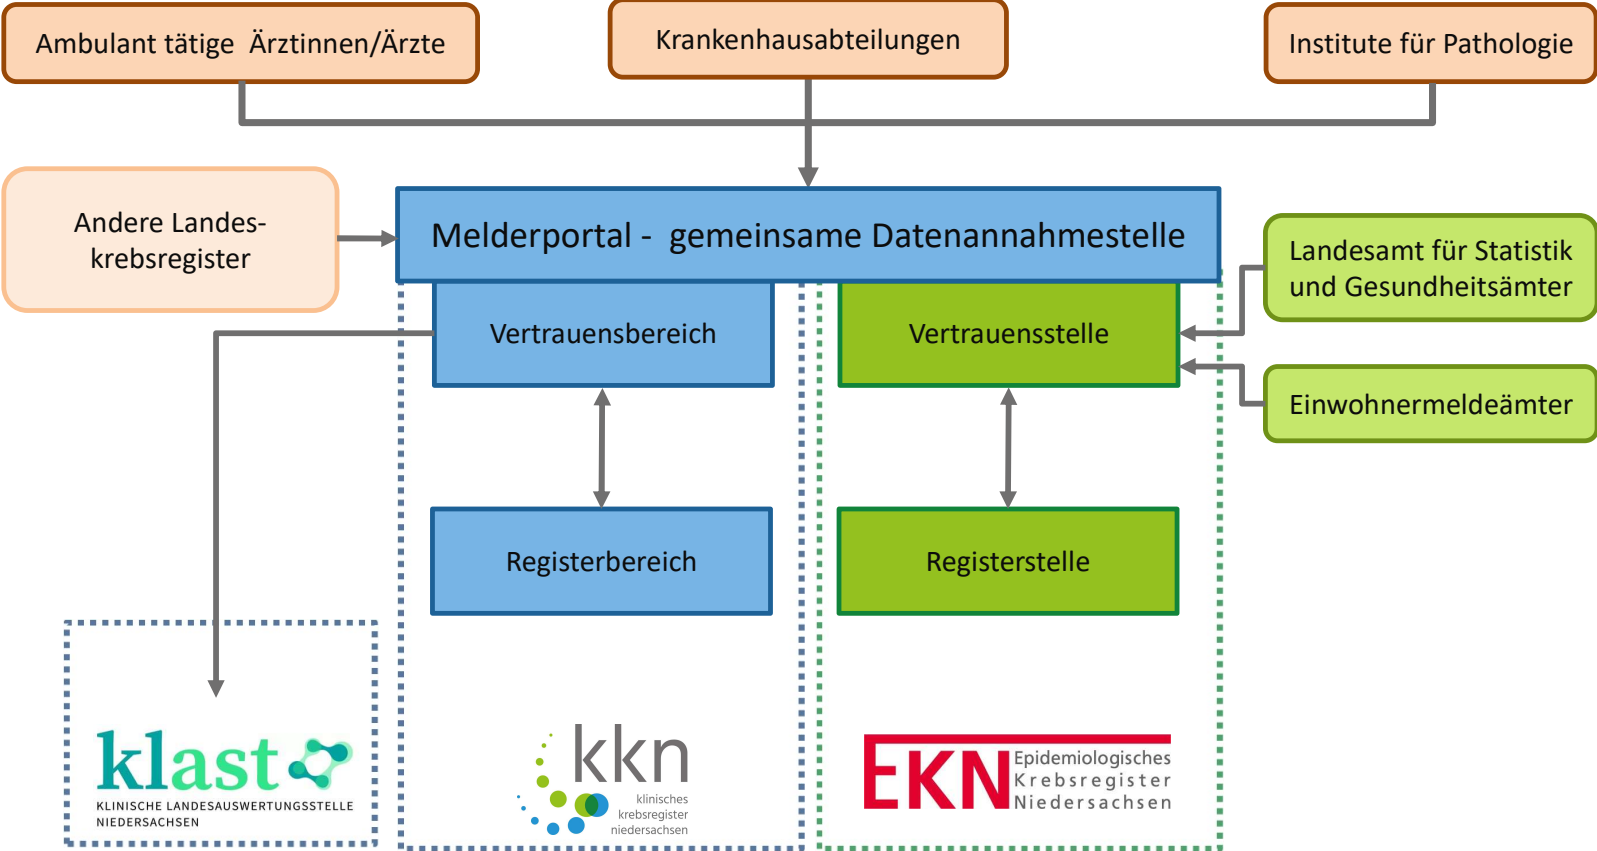 Ambulant tätige  Ärztinnen/Ärzte
Krankenhausabteilungen
Institute für Pathologie
Andere Landes-
krebsregister
Melderportal -  gemeinsame Datenannahmestelle
Landesamt für Statistik
und Gesundheitsämter
Vertrauensbereich
Vertrauensstelle
Einwohnermeldeämter
Registerbereich
Registerstelle
klast
KLINISCHE LANDESAUSWERTUNGSSTELLE
NIEDERSACHSEN
kkn
klinisches
krebsregister
niedersachsen
EKN
Epidemiologisches
Krebsregister
Niedersachsen